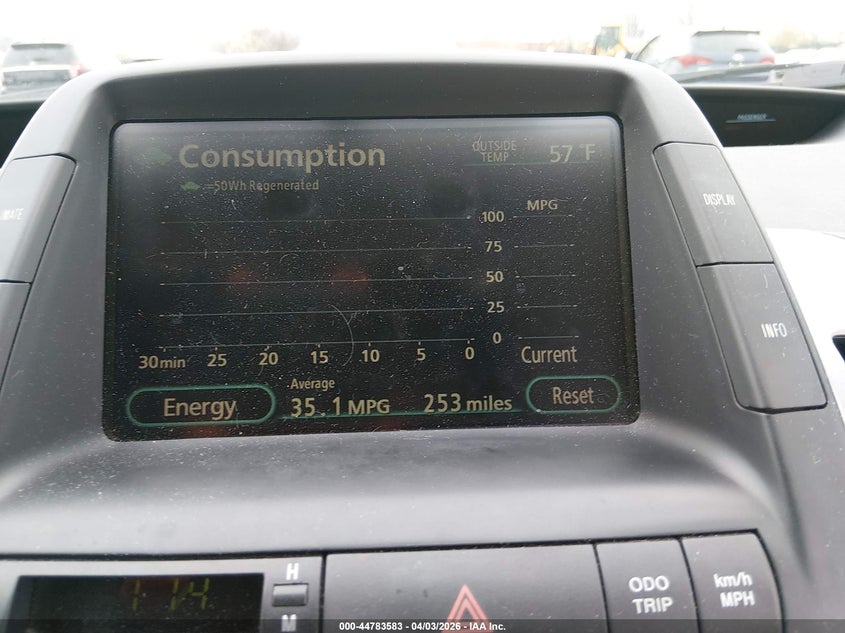 PASSENGER
Consumption
OUTSIDE TEMP 57°F
=50Wh Regenerated
MPG
100
75
50
25
0
30min 25 20 15 10 5 0 Current
Energy
Average
35.1 MPG 253 miles
Reset
MATE
DISPLAY
INFO
H
M
ODO
TRIP
km/h
MPH
000-44783583 - 04/03/2026 - IAA Inc.